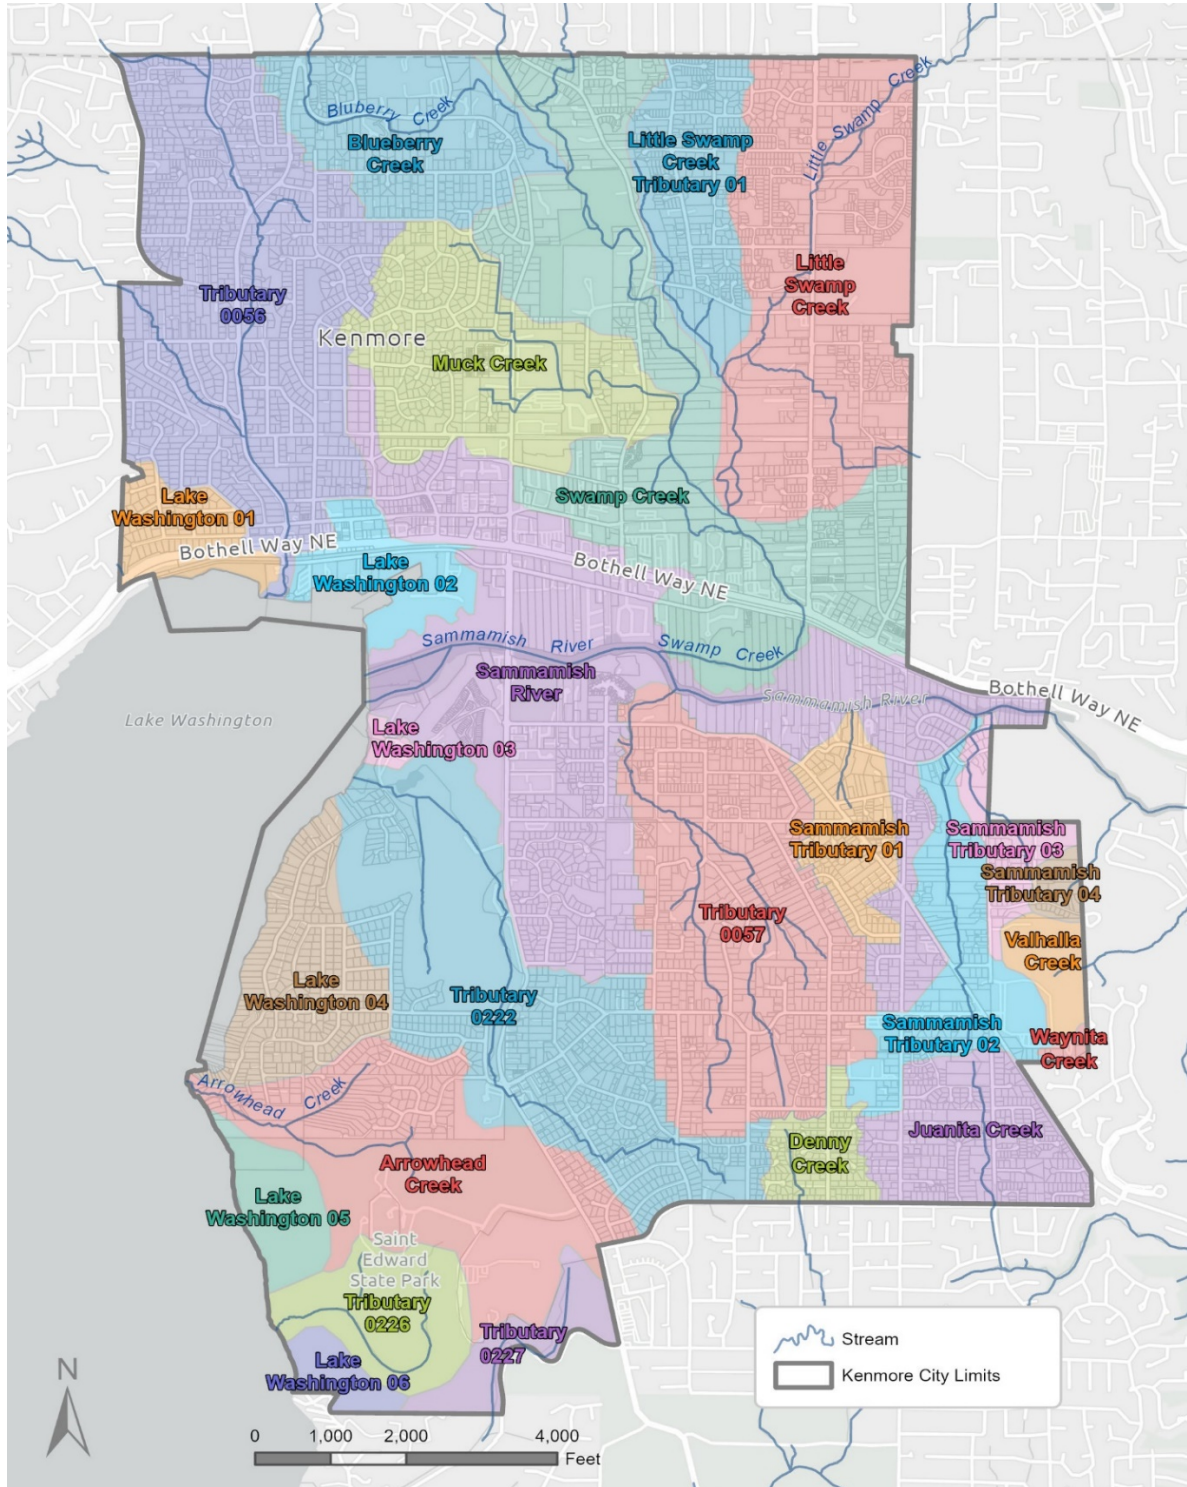 Bluberry Creek
Blueberry
Creek
Little Swamp
Creek
Tributary 01
Little Swamp Creek
Little
Swamp
Creek
Tributary
0056
Kenmore
Muck Creek
Lake
Washington 01
Swamp Creek
Bothell Way NE
Lake
Washington 02
Bothell Way NE
Sammamish River
Swamp Creek
Sammamish
River
Sammamish River
Bothell Way NE
Lake Washington
Lake
Washington 03
Sammamish
Tributary 01
Sammamish
Tributary 03
Sammamish
Tributary 04
Tributary
0057
Valhalla
Creek
Lake
Washington 04
Tributary
0222
Sammamish
Tributary 02
Waynita
Creek
Arrowhead Creek
Juanita Creek
Denny
Creek
Arrowhead
Creek
Lake
Washington 05
Saint
Edward
State Park
Tributary
0226
Tributary
0227
Lake
Washington 06
Stream
Kenmore City Limits
N
0 1,000 2,000 4,000
Feet